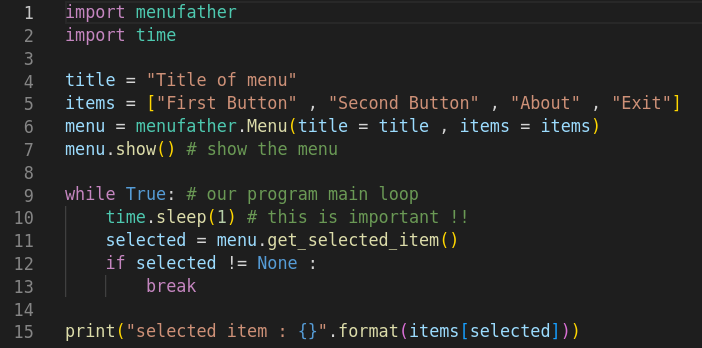 1 import menufather
2 import time
3
4 title = "Title of menu"
5 items = ["First Button" , "Second Button" , "About" , "Exit"]
6 menu = menufather.Menu(title = title , items = items)
7 menu.show() # show the menu
8
9 while True: # our program main loop
10     time.sleep(1) # this is important !!
11     selected = menu.get_selected_item()
12     if selected != None :
13         break
14
15 print("selected item : {}".format(items[selected]))